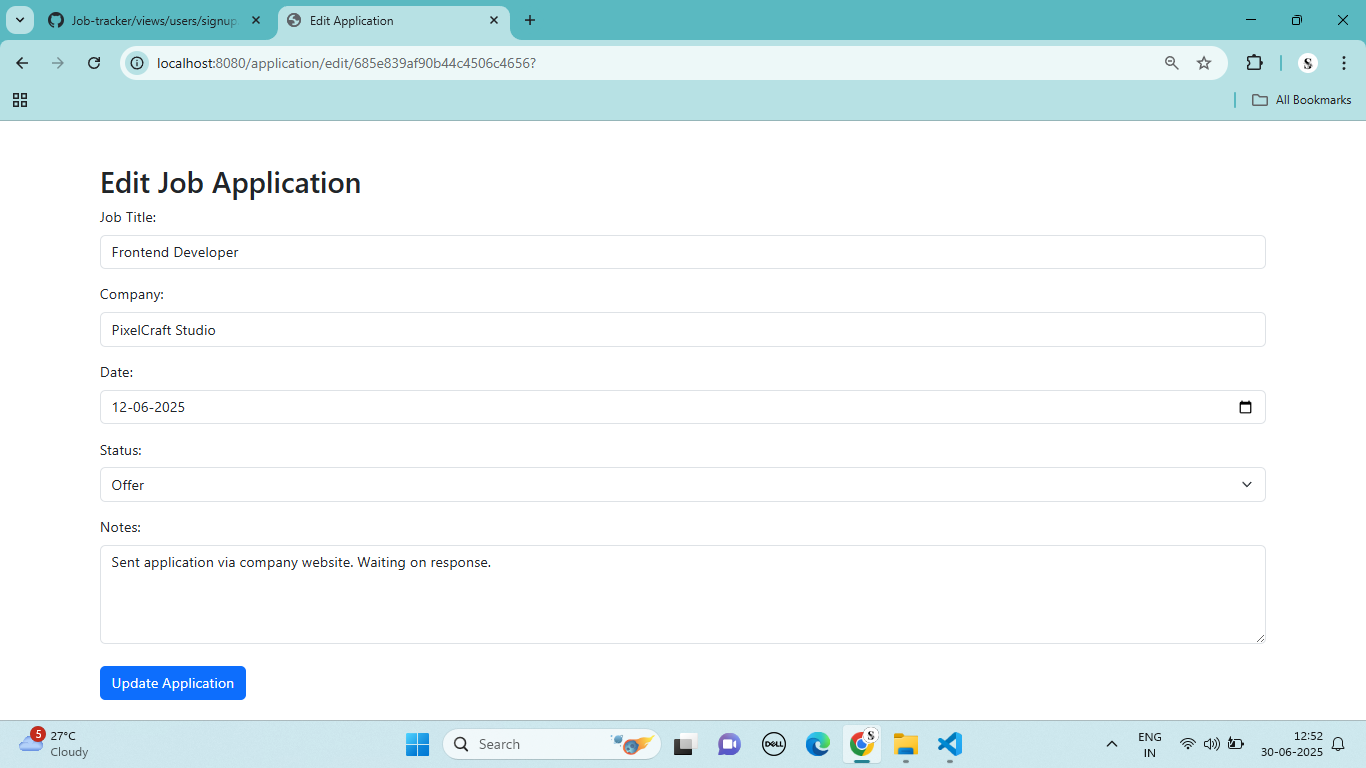 Job-tracker/views/users/signup
Edit Application
localhost:8080/application/edit/685e839af90b44c4506c4656?
S
All Bookmarks
Edit Job Application
Job Title:
Frontend Developer
Company:
PixelCraft Studio
Date:
12-06-2025
Status:
Offer
Notes:
Sent application via company website. Waiting on response.
Update Application
5
27°C
Cloudy
Search
DELL
S
ENG
IN
12:52
30-06-2025